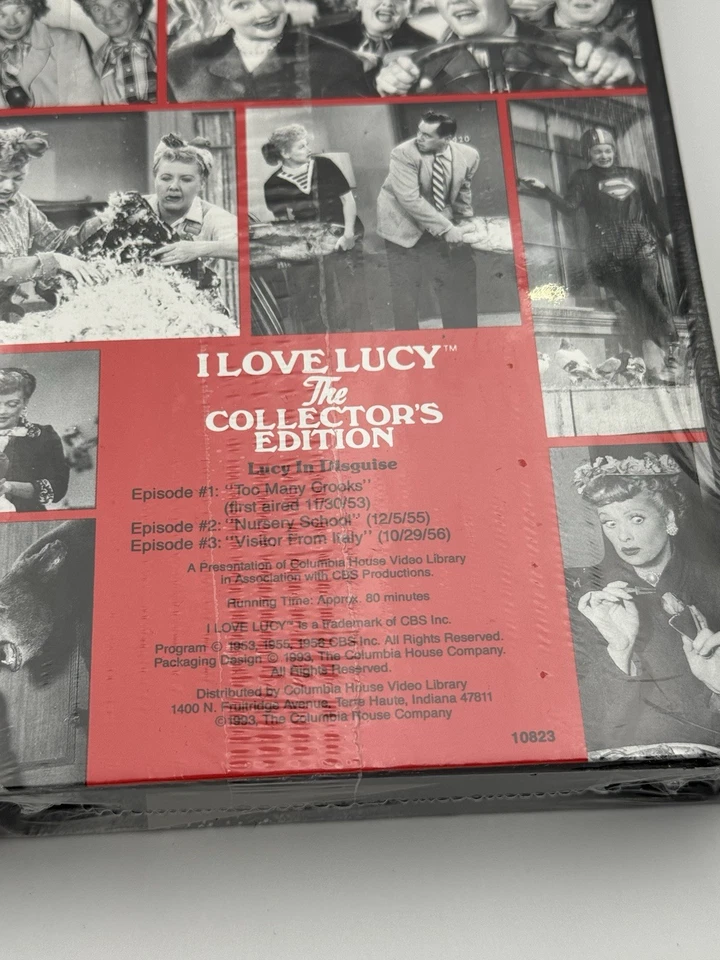 I LOVE LUCY™
The
COLLECTOR'S
EDITION
Lucy In Disguise
Episode #1: "Too Many Crooks"
(first aired 11/30/53)
Episode #2: "Nursery School" (12/5/55)
Episode #3: "Visitor From Italy" (10/29/56)
A Presentation of Columbia House Video Library
in Association with CBS Productions.
Running Time: Approx. 80 minutes
I LOVE LUCY™ is a trademark of CBS Inc.
Program © 1953, 1955, 1956 CBS Inc. All Rights Reserved.
Packaging Design © 1993, The Columbia House Company.
All Rights Reserved.
Distributed by Columbia House Video Library
1400 N. Fruitridge Avenue, Terre Haute, Indiana 47811
©1993, The Columbia House Company
10823